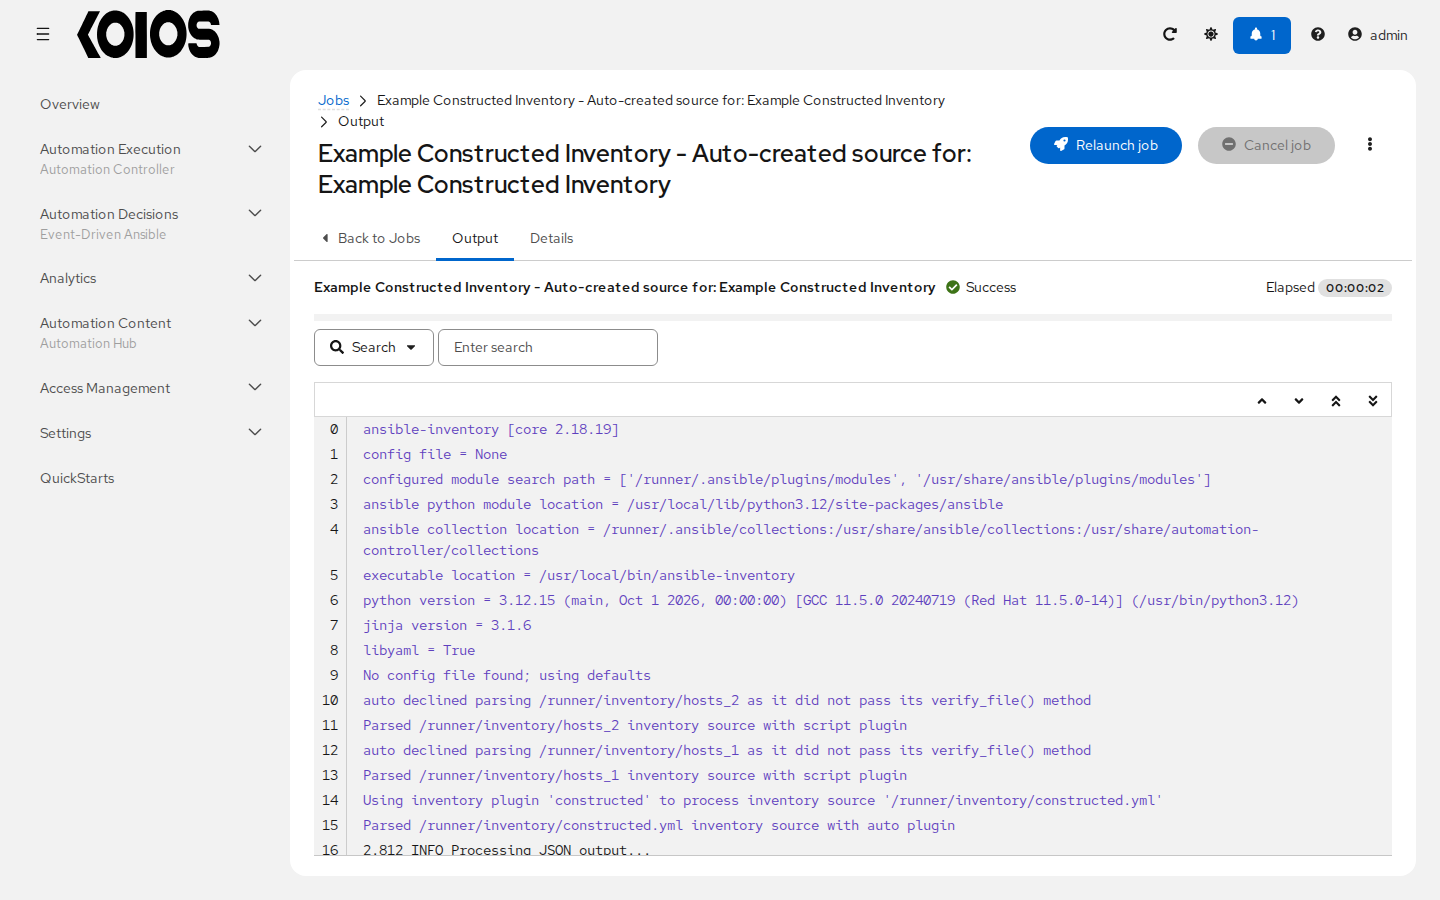 KOIOS
1
admin
Overview
Automation Execution
Automation Controller
Automation Decisions
Event-Driven Ansible
Analytics
Automation Content
Automation Hub
Access Management
Settings
QuickStarts
Jobs > Example Constructed Inventory - Auto-created source for: Example Constructed Inventory
> Output
Example Constructed Inventory - Auto-created source for:
Example Constructed Inventory
Relaunch job
Cancel job
Back to Jobs
Output
Details
Example Constructed Inventory - Auto-created source for: Example Constructed Inventory Success
Elapsed 00:00:02
Search
Enter search
0 ansible-inventory [core 2.18.19]
1 config file = None
2 configured module search path = ['/runner/.ansible/plugins/modules', '/usr/share/ansible/plugins/modules']
3 ansible python module location = /usr/local/lib/python3.12/site-packages/ansible
4 ansible collection location = /runner/.ansible/collections:/usr/share/ansible/collections:/usr/share/automation-
controller/collections
5 executable location = /usr/local/bin/ansible-inventory
6 python version = 3.12.15 (main, Oct 1 2026, 00:00:00) [GCC 11.5.0 20240719 (Red Hat 11.5.0-14)] (/usr/bin/python3.12)
7 jinja version = 3.1.6
8 libyaml = True
9 No config file found; using defaults
10 auto declined parsing /runner/inventory/hosts_2 as it did not pass its verify_file() method
11 Parsed /runner/inventory/hosts_2 inventory source with script plugin
12 auto declined parsing /runner/inventory/hosts_1 as it did not pass its verify_file() method
13 Parsed /runner/inventory/hosts_1 inventory source with script plugin
14 Using inventory plugin 'constructed' to process inventory source '/runner/inventory/constructed.yml'
15 Parsed /runner/inventory/constructed.yml inventory source with auto plugin
16 2.812 INFO Processing JSON output...